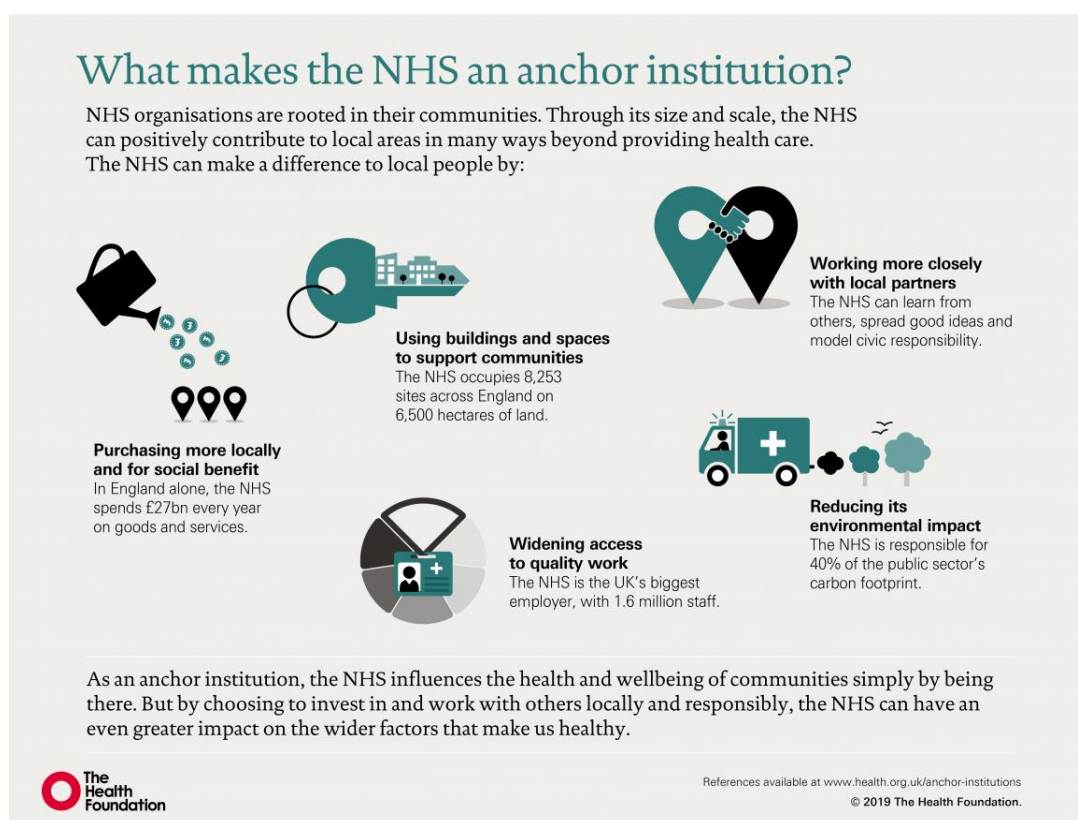 What makes the NHS an anchor institution?
NHS organisations are rooted in their communities. Through its size and scale, the NHS
can positively contribute to local areas in many ways beyond providing health care.
The NHS can make a difference to local people by:
Purchasing more locally
and for social benefit
In England alone, the NHS
spends £27bn every year
on goods and services.
Using buildings and spaces
to support communities
The NHS occupies 8,253
sites across England on
6,500 hectares of land.
Working more closely
with local partners
The NHS can learn from
others, spread good ideas and
model civic responsibility.
Widening access
to quality work
The NHS is the UK's biggest
employer, with 1.6 million staff.
Reducing its
environmental impact
The NHS is responsible for
40% of the public sector's
carbon footprint.
As an anchor institution, the NHS influences the health and wellbeing of communities simply by being
there. But by choosing to invest in and work with others locally and responsibly, the NHS can have an
even greater impact on the wider factors that make us healthy.
The
Health
Foundation
References available at www.health.org.uk/anchor-institutions
© 2019 The Health Foundation.